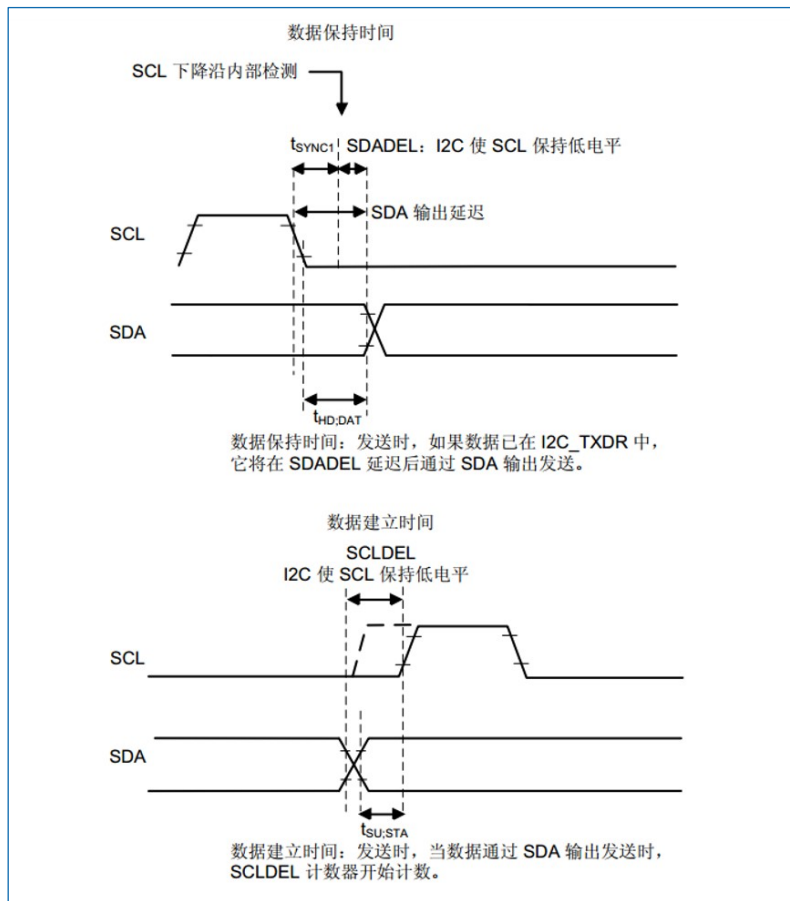 数据保持时间
SCL 下降沿内部检测
tSYNC1 SDADEL：I2C 使 SCL 保持低电平
SDA 输出延迟
SCL
SDA
tHD;DAT
数据保持时间：发送时，如果数据已在 I2C_TXDR 中，
它将在 SDADEL 延迟后通过 SDA 输出发送。
数据建立时间
SCLDEL
I2C 使 SCL 保持低电平
SCL
SDA
tSU;STA
数据建立时间：发送时，当数据通过 SDA 输出发送时，
SCLDEL 计数器开始计数。